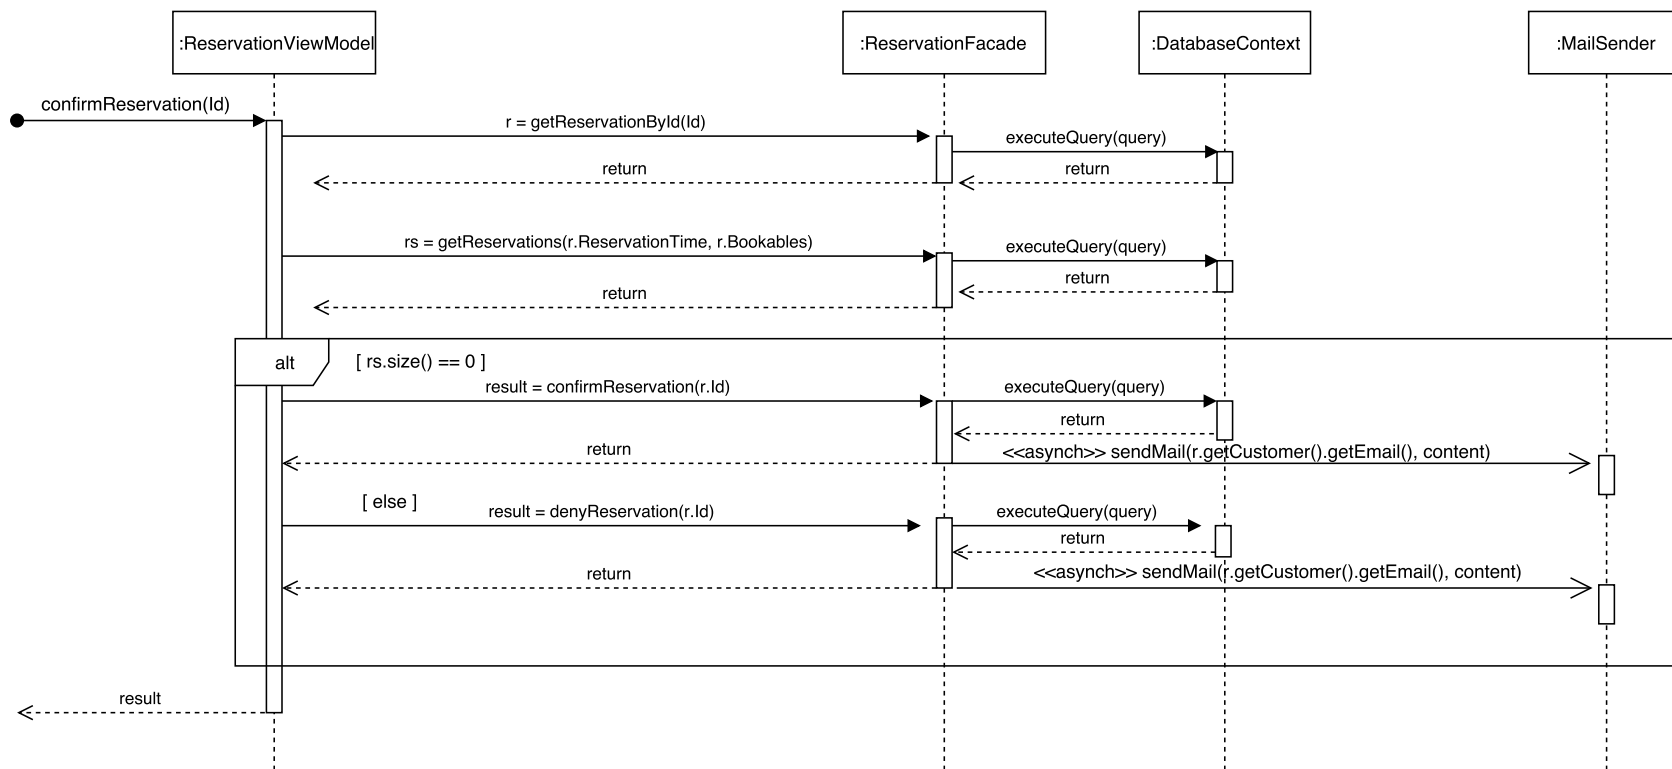 :ReservationViewModel
:ReservationFacade
:DatabaseContext
:MailSender
confirmReservation(Id)
r = getReservationById(Id)
executeQuery(query)
return
return
rs = getReservations(r.ReservationTime, r.Bookables)
executeQuery(query)
return
return
alt
[ rs.size() == 0 ]
result = confirmReservation(r.Id)
executeQuery(query)
return
return
<<asynch>> sendMail(r.getCustomer().getEmail(), content)
[ else ]
result = denyReservation(r.Id)
executeQuery(query)
return
return
<<asynch>> sendMail(r.getCustomer().getEmail(), content)
result